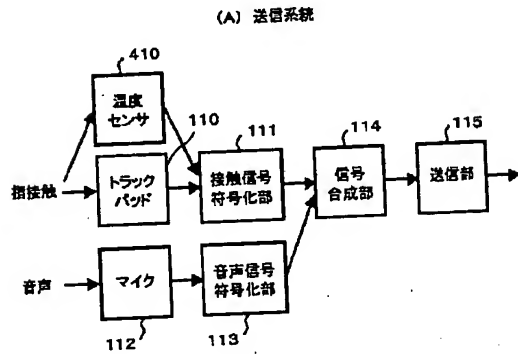 (A) 送信系統
410
温度
センサ
110
111
114
115
指接触
トラック
パッド
接触信号
符号化部
信号
合成部
送信部
音声
マイク
音声信号
符号化部
112
113